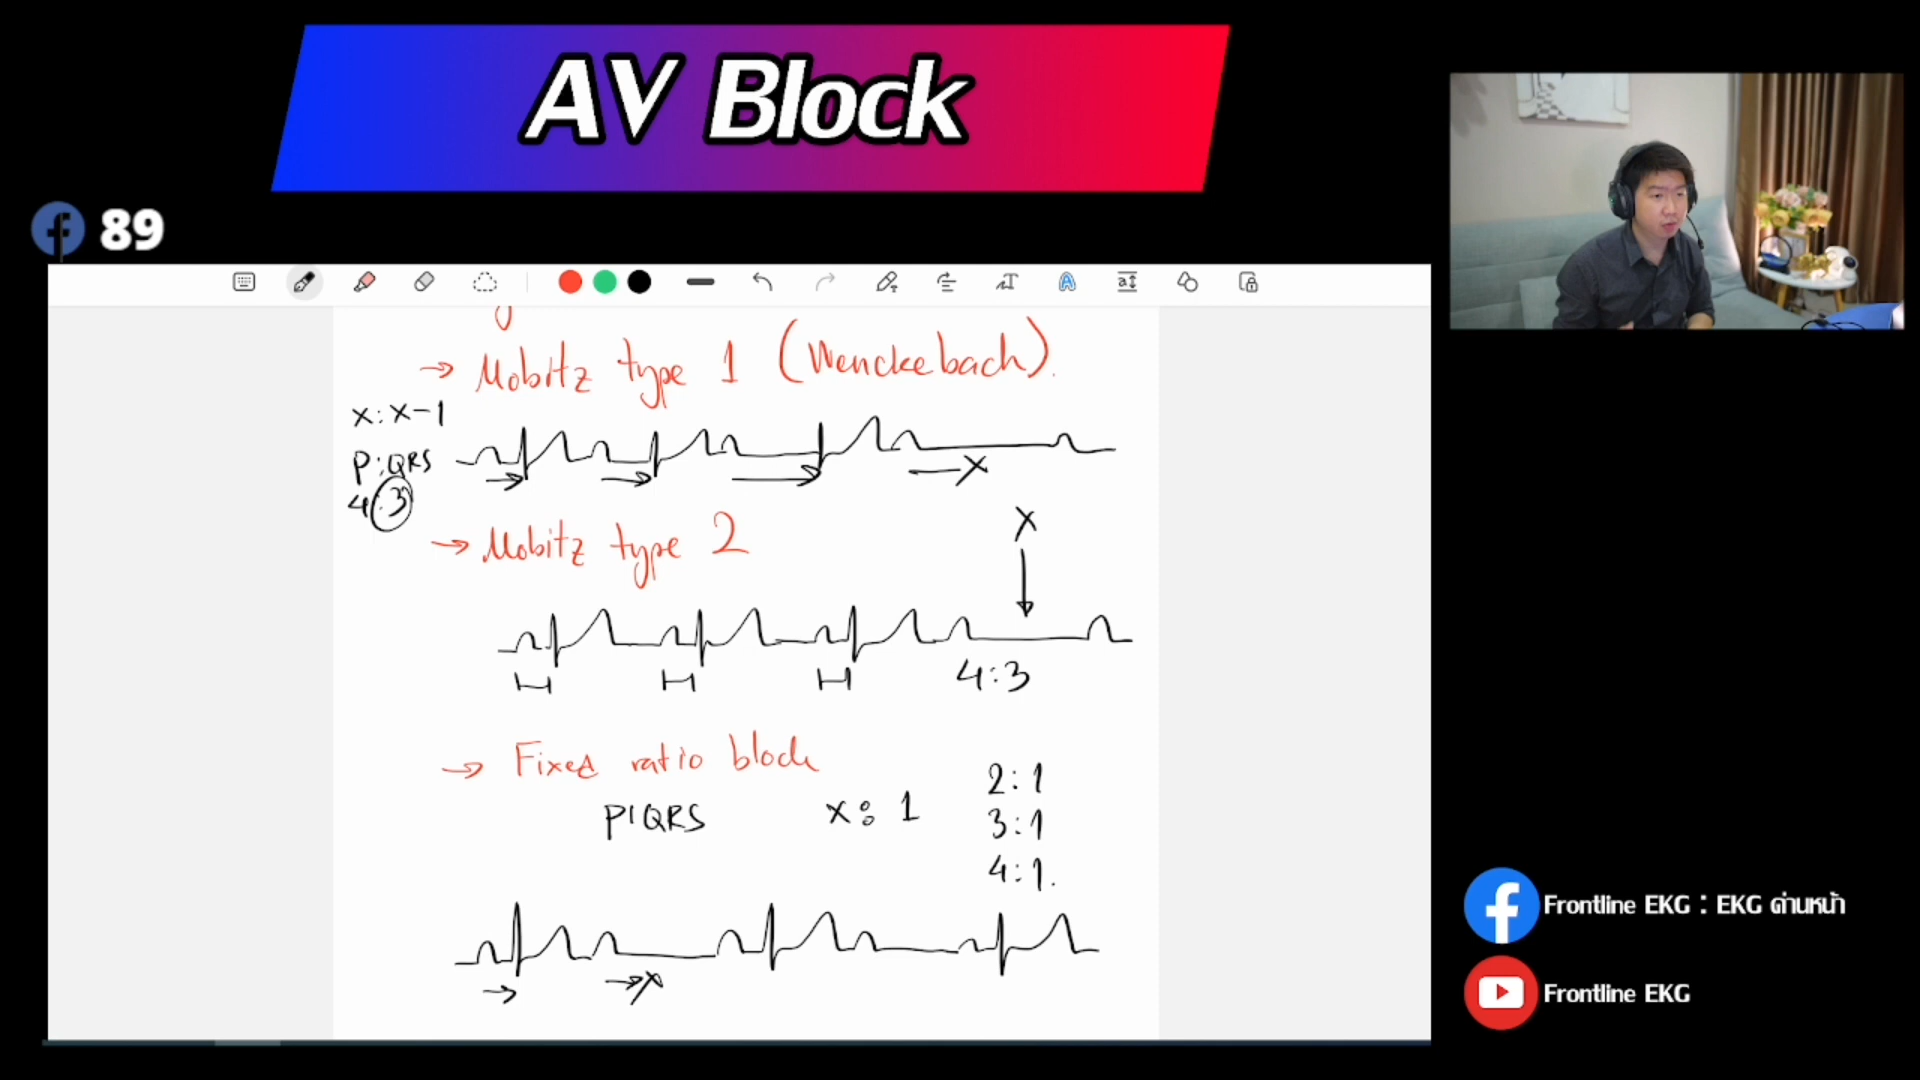 AV Block
89
→ Mobitz type 1 (Wenckebach).
x:x-1
P:QRS
4:3
X
X
→ Mobitz type 2
4:3
→ Fixed ratio block
P:QRS x: 1
2:1
3:1
4:1.
→x
Frontline EKG : EKG ด่านหน้า
Frontline EKG